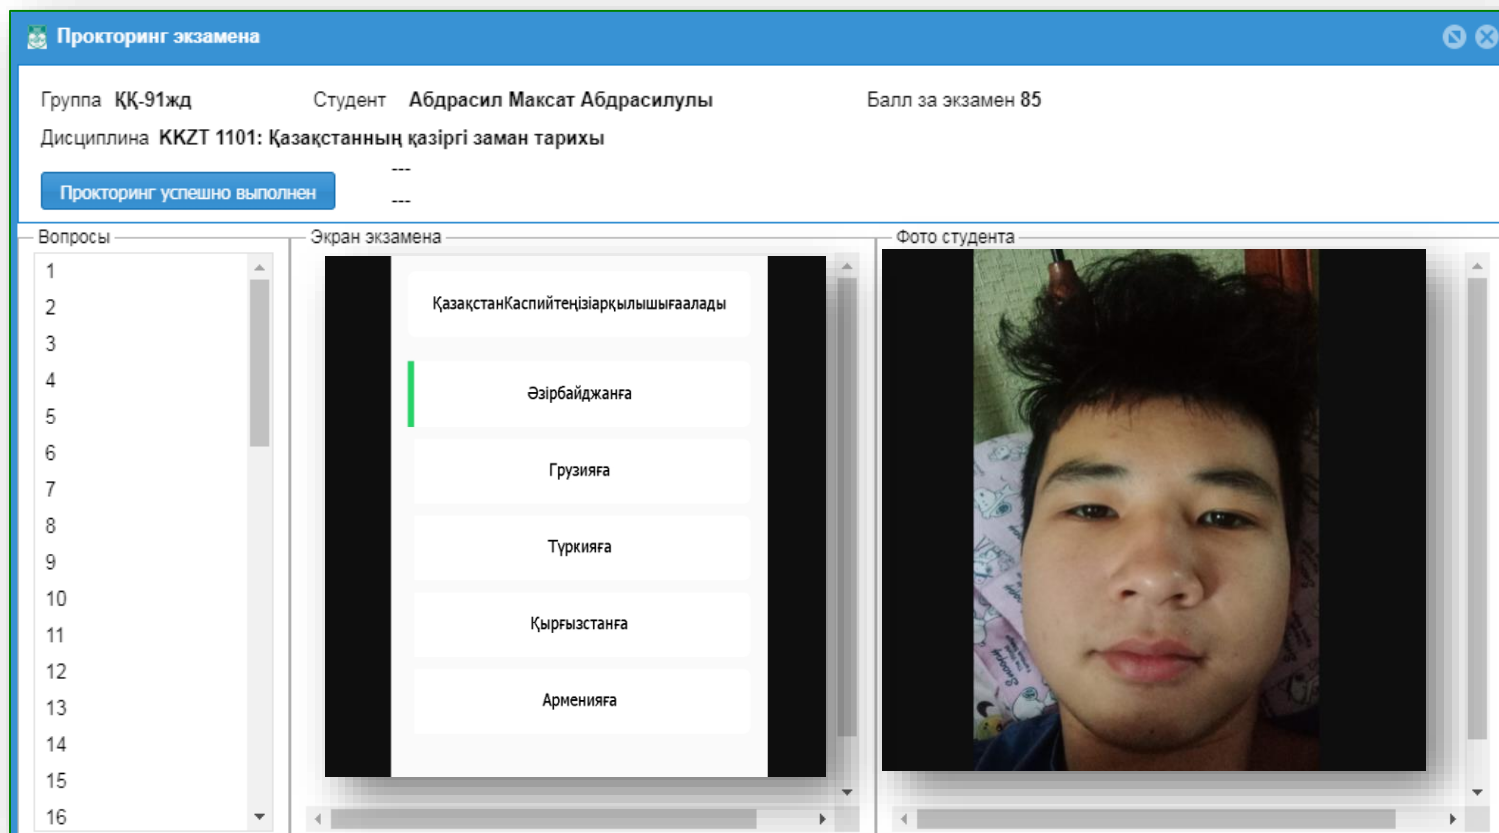 Прокторинг экзамена
Группа ҚҚ-91жд Студент Абдрасил Максат Абдрасилулы Балл за экзамен 85
Дисциплина KKZT 1101: Қазақстанның қазіргі заман тарихы
---
Прокторинг успешно выполнен
---
Вопросы
1
2
3
4
5
6
7
8
9
10
11
12
13
14
15
16
Экран экзамена
ҚазақстанКаспийтеңізіарқылышығаалады
Әзірбайджанға
Грузияға
Түркияға
Қырғызстанға
Арменияға
Фото студента